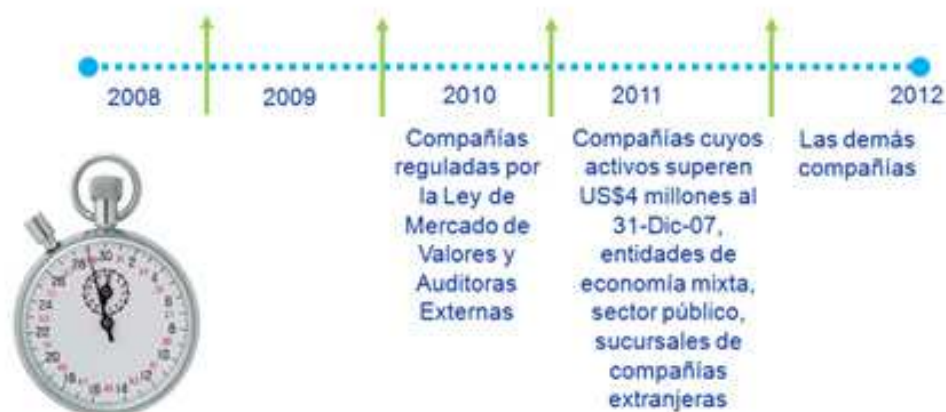 2008
2009
2010
2011
2012
Compañías
reguladas por
la Ley de
Mercado de
Valores y
Auditoras
Externas
Compañías cuyos
activos superen
US$4 millones al
31-Dic-07,
entidades de
economía mixta,
sector público,
sucursales de
compañías
extranjeras
Las demás
compañías